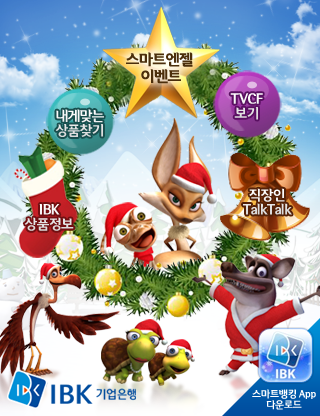 스마트엔젤
이벤트
내게맞는
상품찾기
TVCF
보기
IBK
상품정보
직장인
TalkTalk
IBK 기업은행
IBK
스마트뱅킹 App
다운로드